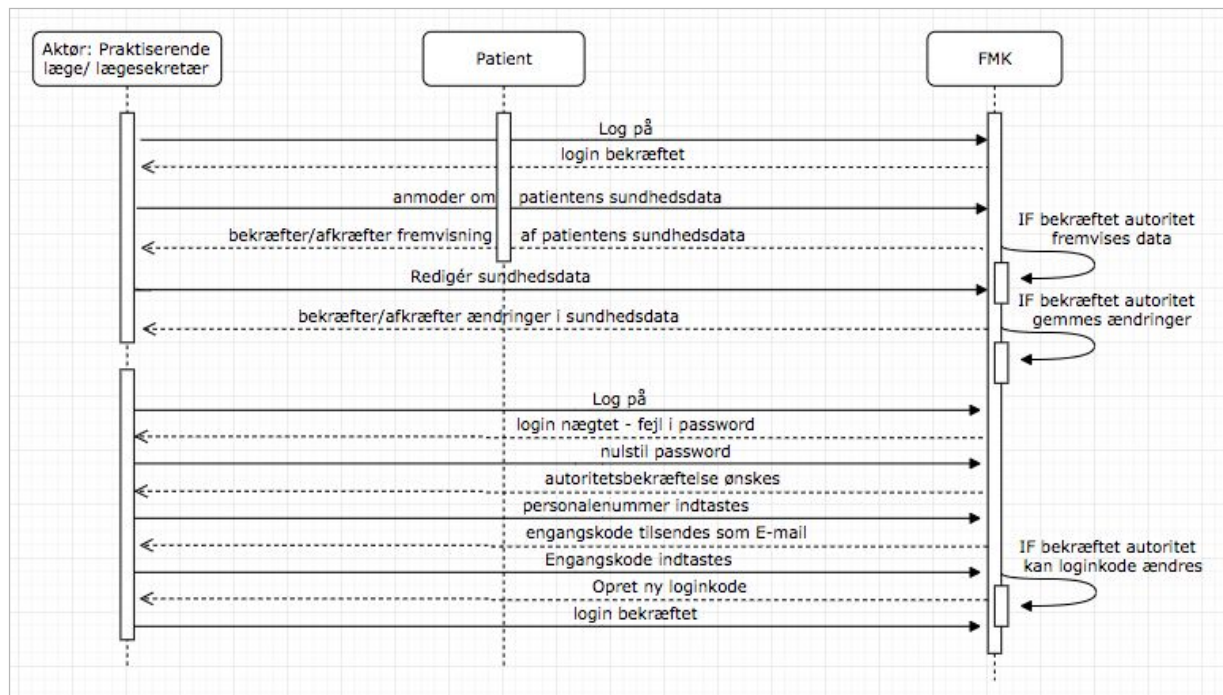 Aktør: Praktiserende
læge/ lægesekretær
Patient
FMK
Log på
login bekræftet
anmoder om patientens sundhedsdata
IF bekræftet autoritet
fremvises data
bekræfter/afkræfter fremvisning af patientens sundhedsdata
Redigér sundhedsdata
IF bekræftet autoritet
gemmes ændringer
bekræfter/afkræfter ændringer i sundhedsdata
Log på
login nægtet - fejl i password
nulstil password
autoritetsbekræftelse ønskes
personalenummer indtastes
engangskode tilsendes som E-mail
IF bekræftet autoritet
kan loginkode ændres
Engangskode indtastes
Opret ny loginkode
login bekræftet